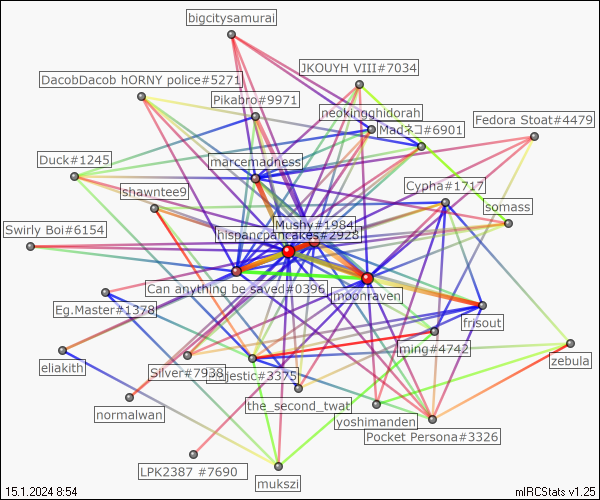 bigcitysamurai
JKOUYH VIII#7034
DacobDacob hORNY police#5271
Pikabro#9971
neokingghidorah
Fedora Stoat#4479
Madネコ#6901
Duck#1245
marcemadness
shawntee9
Cypha#1717
somass
Swirly Boi#6154
Mushy#1984
hispancpancakes#2928
Can anything be saved#0396
moonraven
Eg.Master#1378
frisout
ming#4742
eliakith
Silver#7938
ajestic#3375
zebula
normalwan
the_second_twat
yoshimanden
Pocket Persona#3326
LPK2387 #7690
mukszi
15.1.2024 8:54
mIRCStats v1.25